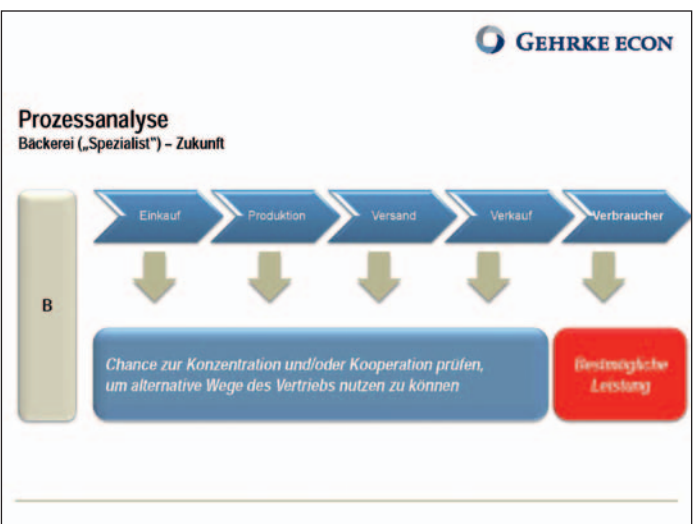 GEHRKE ECON
Prozessanalyse
Bäckerei („Spezialist") – Zukunft
Einkauf
Produktion
Versand
Verkauf
Verbraucher
B
Chance zur Konzentration und/oder Kooperation prüfen,
um alternative Wege des Vertriebs nutzen zu können
Bestmögliche
Leistung